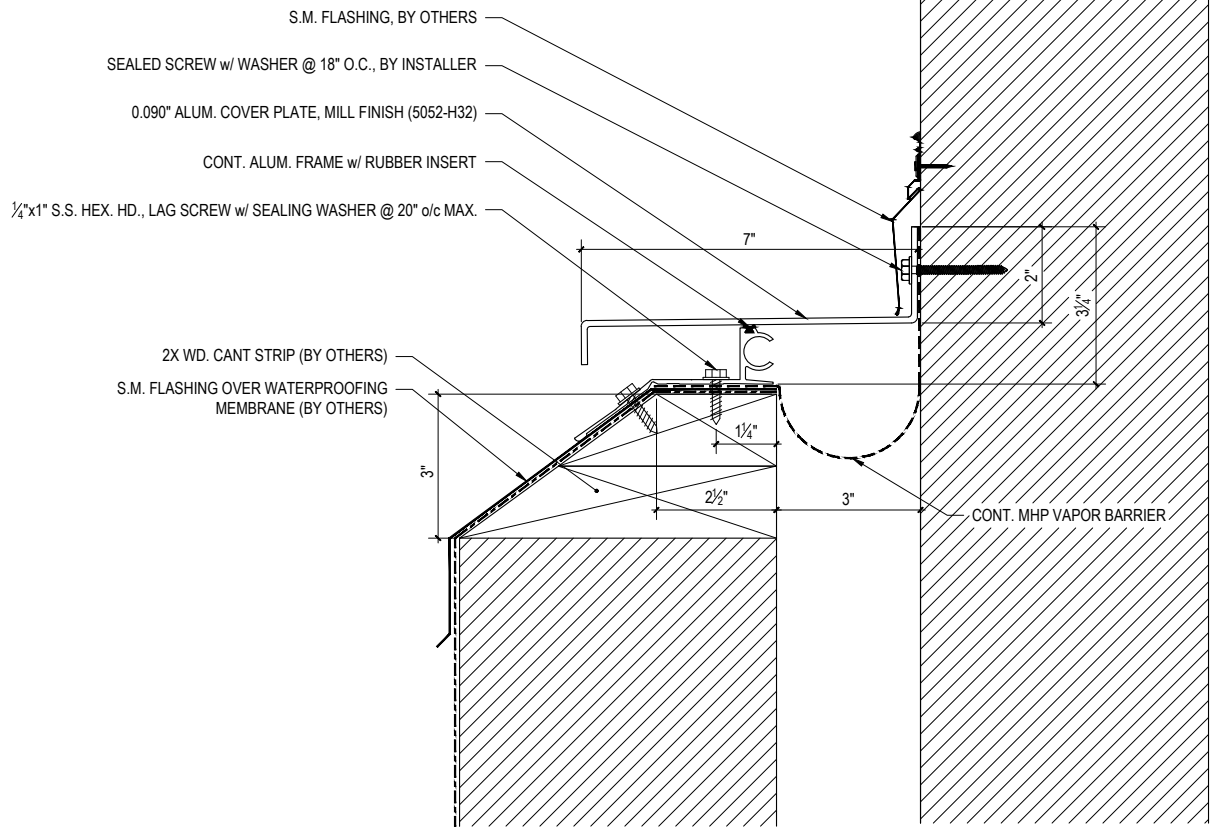 S.M. FLASHING, BY OTHERS
SEALED SCREW w/ WASHER @ 18" O.C., BY INSTALLER
0.090" ALUM. COVER PLATE, MILL FINISH (5052-H32)
CONT. ALUM. FRAME w/ RUBBER INSERT
¼"x1" S.S. HEX. HD., LAG SCREW w/ SEALING WASHER @ 20" o/c MAX.
7"
2"
3¼"
2X WD. CANT STRIP (BY OTHERS)
S.M. FLASHING OVER WATERPROOFING
MEMBRANE (BY OTHERS)
1¼"
3"
2½"
3"
CONT. MHP VAPOR BARRIER